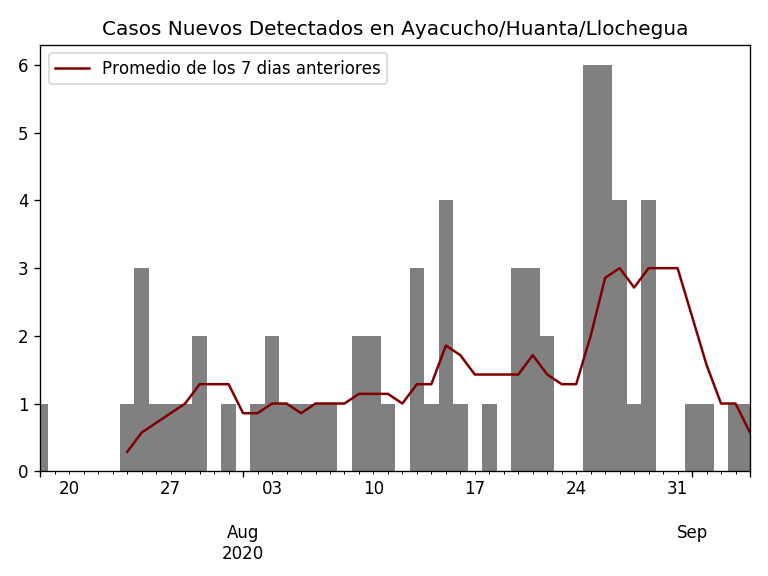 Casos Nuevos Detectados en Ayacucho/Huanta/Llochegua
Promedio de los 7 dias anteriores
6
5
4
3
2
1
0
20 27 03 10 17 24 31
Aug Sep
2020